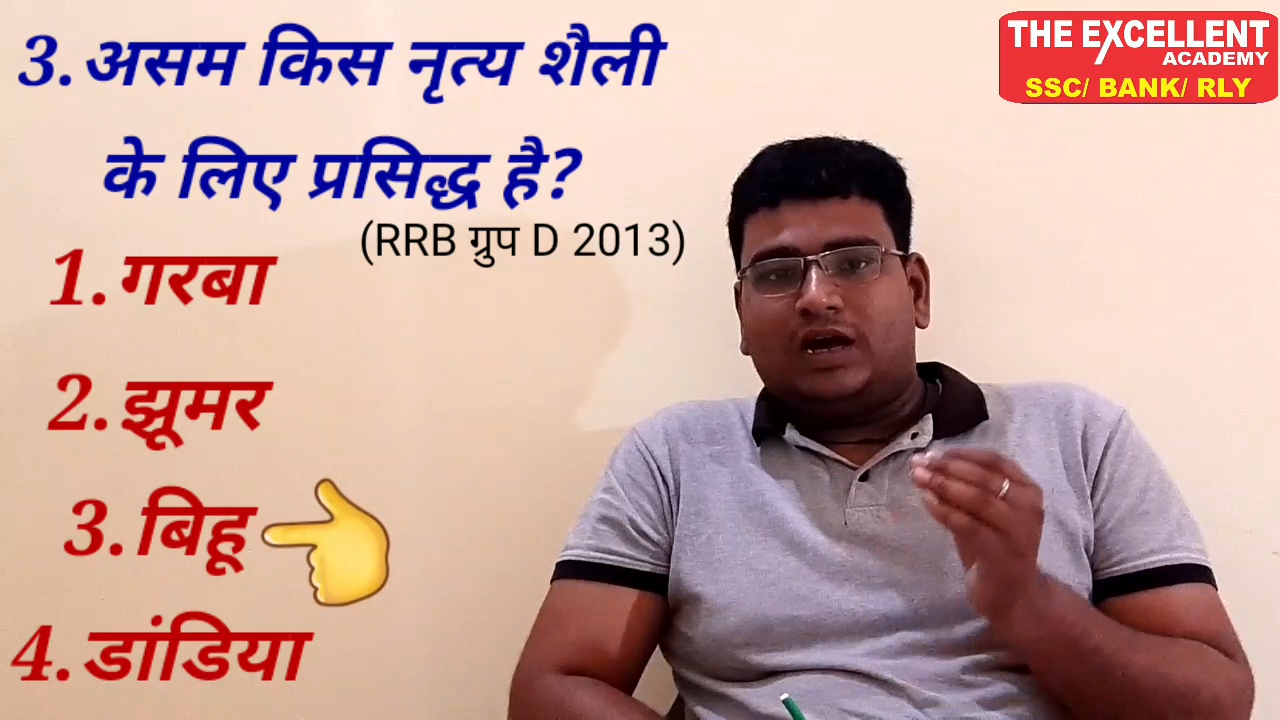 3. असम किस नृत्य शैली
के लिए प्रसिद्ध है?
(RRB ग्रुप D 2013)
1. गरबा
2. झूमर
3. बिहू
4. डांडिया
THE EXCELLENT
ACADEMY
SSC/ BANK/ RLY